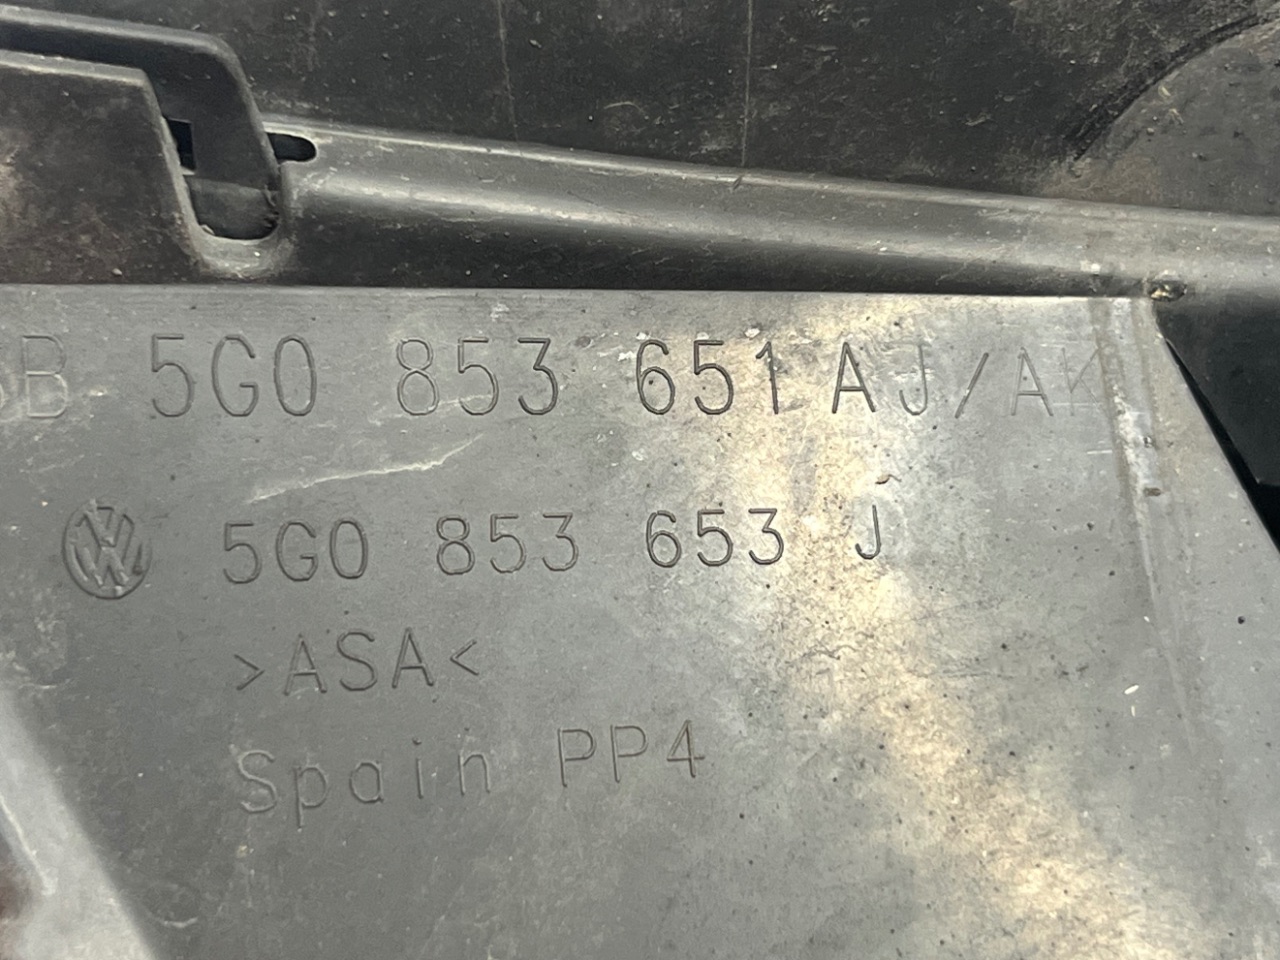 5G0 853 651 AJ/A
5G0 853 653 J
>ASA<
Spain PP4